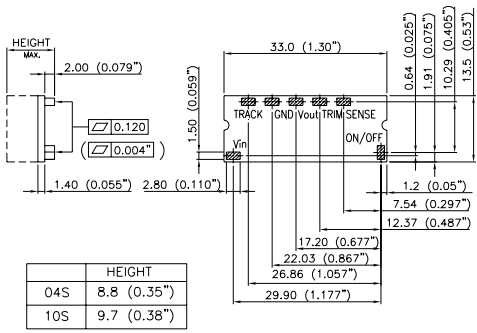 HEIGHT
MAX.
2.00 (0.079")
33.0 (1.30")
0.64 (0.025")
1.91 (0.075")
10.29 (0.405")
13.5 (0.53")
1.50 (0.059")
TRACK GND Vout TRIM SENSE
ON/OFF
Vin
0.120
( 0.004" )
1.40 (0.055")
2.80 (0.110")
1.2 (0.05")
7.54 (0.297")
12.37 (0.487")
17.20 (0.677")
22.03 (0.867")
26.86 (1.057")
29.90 (1.177")
HEIGHT
04S 8.8 (0.35")
10S 9.7 (0.38")